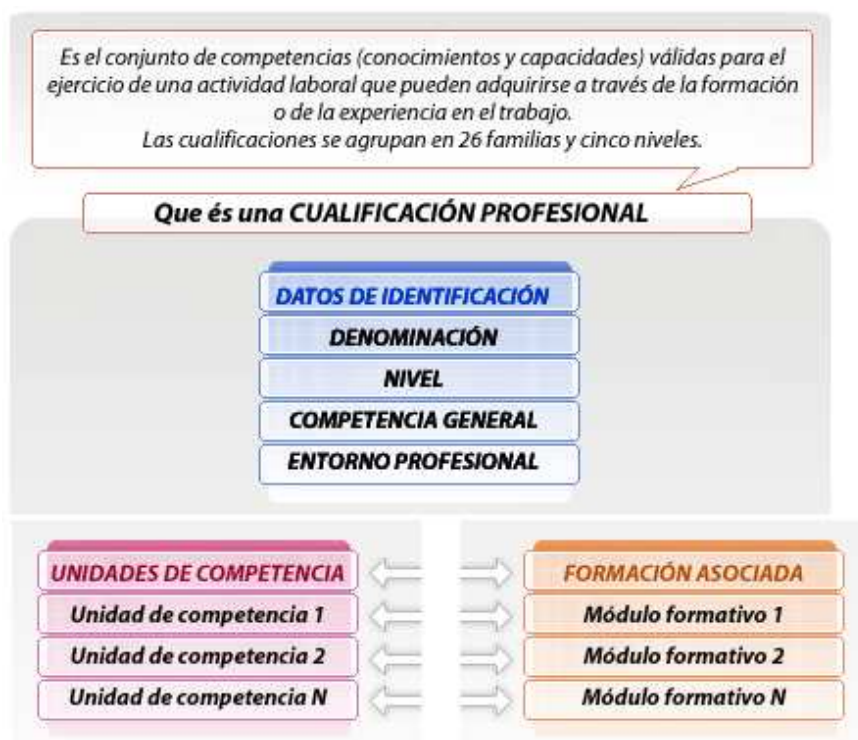 Es el conjunto de competencias (conocimientos y capacidades) válidas para el
ejercicio de una actividad laboral que pueden adquirirse a través de la formación
o de la experiencia en el trabajo.
Las cualificaciones se agrupan en 26 familias y cinco niveles.
Que és una CUALIFICACIÓN PROFESIONAL
DATOS DE IDENTIFICACIÓN
DENOMINACIÓN
NIVEL
COMPETENCIA GENERAL
ENTORNO PROFESIONAL
UNIDADES DE COMPETENCIA
Unidad de competencia 1
Unidad de competencia 2
Unidad de competencia N
FORMACIÓN ASOCIADA
Módulo formativo 1
Módulo formativo 2
Módulo formativo N